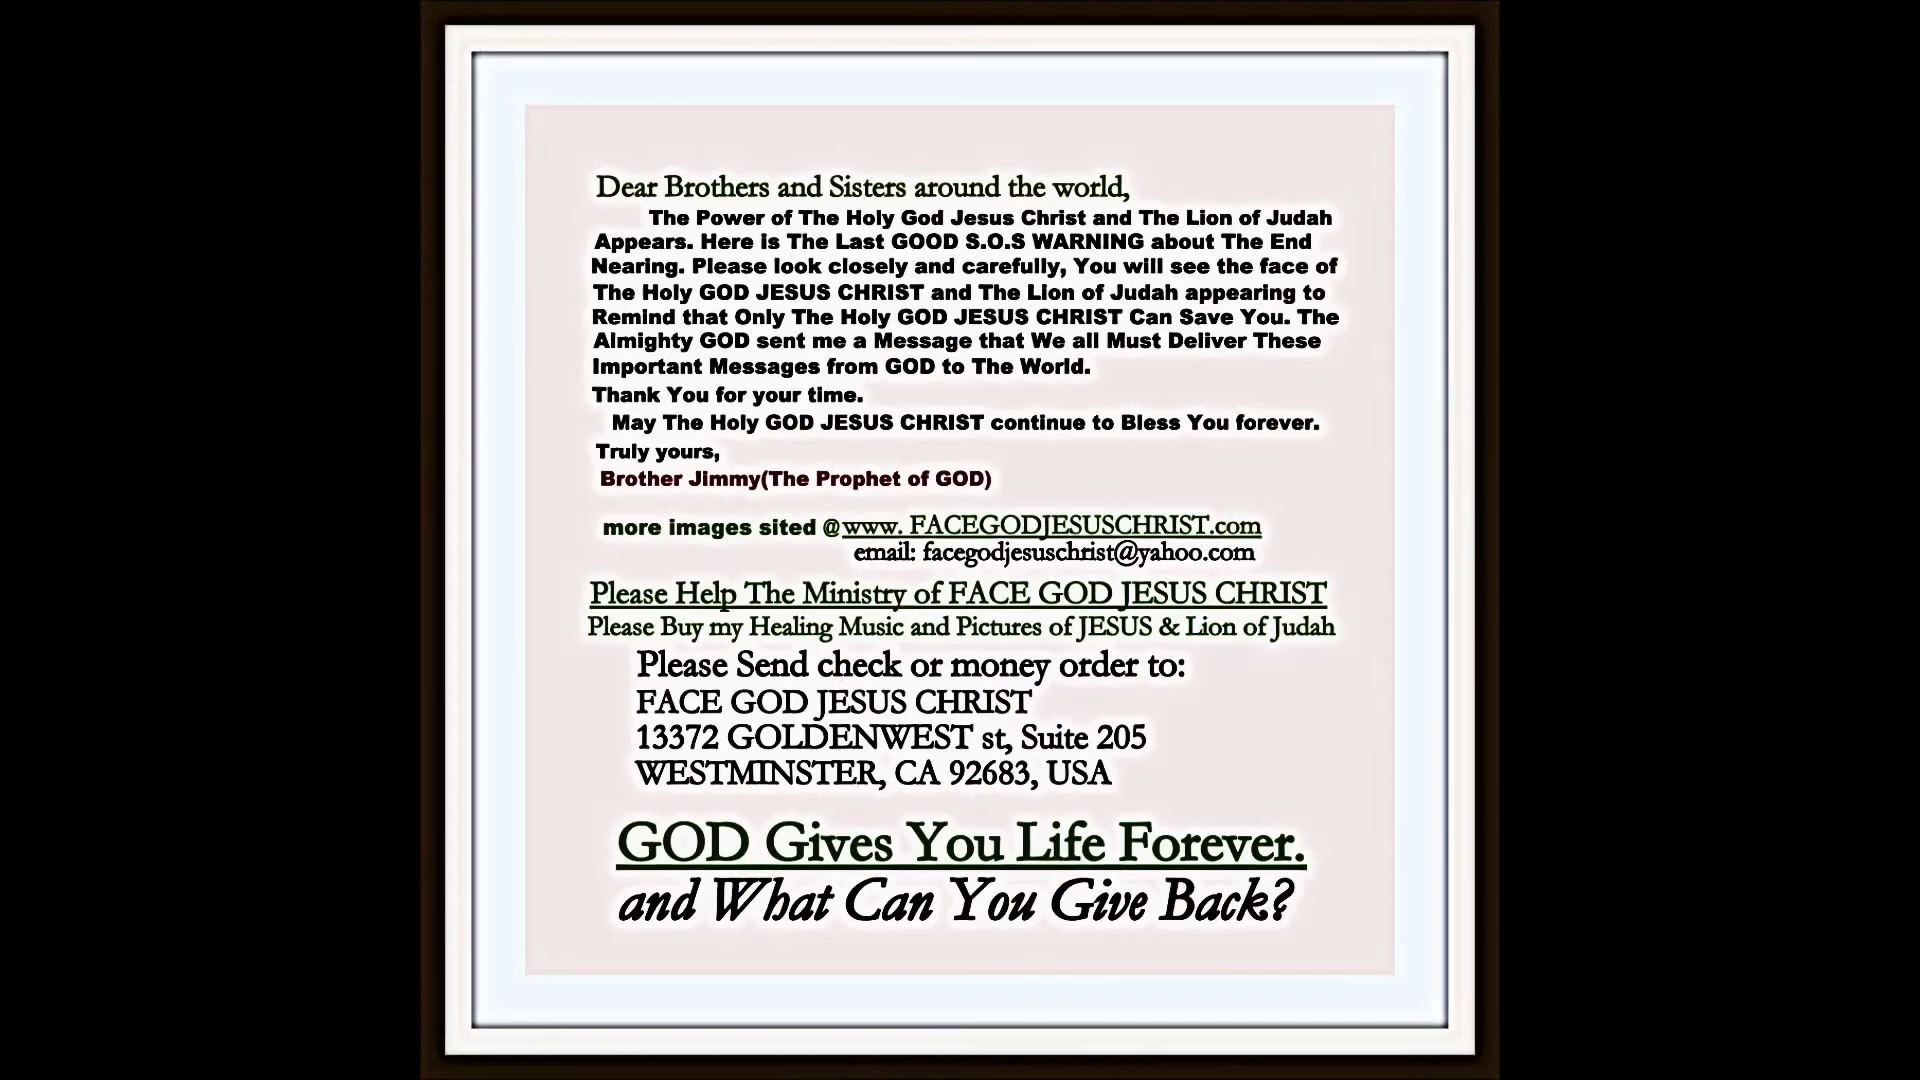 Dear Brothers and Sisters around the world,
The Power of The Holy God Jesus Christ and The Lion of Judah
Appears. Here is The Last GOOD S.O.S WARNING about The End
Nearing. Please look closely and carefully, You will see the face of
The Holy GOD JESUS CHRIST and The Lion of Judah appearing to
Remind that Only The Holy GOD JESUS CHRIST Can Save You. The
Almighty GOD sent me a Message that We all Must Deliver These
Important Messages from GOD to The World.
Thank You for your time.
May The Holy GOD JESUS CHRIST continue to Bless You forever.
Truly yours,
Brother Jimmy(The Prophet of GOD)
more images sited @www. FACEGODJESUSCHRIST.com
email: facegodjesuschrist@yahoo.com
Please Help The Ministry of FACE GOD JESUS CHRIST
Please Buy my Healing Music and Pictures of JESUS & Lion of Judah
Please Send check or money order to:
FACE GOD JESUS CHRIST
13372 GOLDENWEST st, Suite 205
WESTMINSTER, CA 92683, USA
GOD Gives You Life Forever.
and What Can You Give Back?